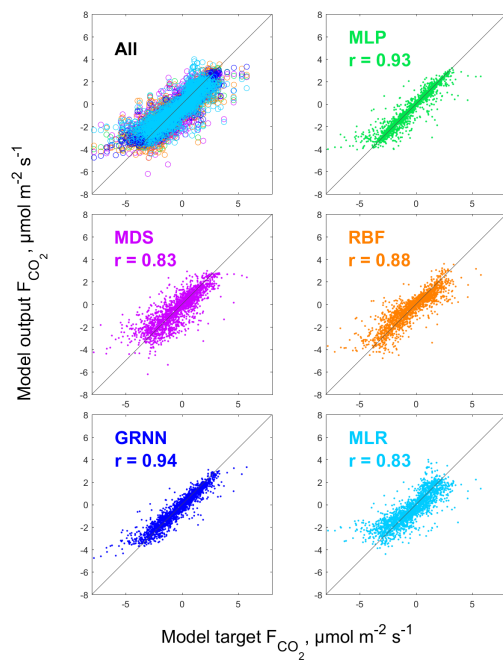 All
8
6
4
2
0
-2
-4
-6
-8
-5 0 5
MLP
r = 0.93
8
6
4
2
0
-2
-4
-6
-8
-5 0 5
MDS
r = 0.83
8
6
4
2
0
-2
-4
-6
-8
-5 0 5
RBF
r = 0.88
8
6
4
2
0
-2
-4
-6
-8
-5 0 5
GRNN
r = 0.94
8
6
4
2
0
-2
-4
-6
-8
-5 0 5
MLR
r = 0.83
8
6
4
2
0
-2
-4
-6
-8
-5 0 5
Model output F_CO₂, μmol m⁻² s⁻¹
Model target F_CO₂, μmol m⁻² s⁻¹